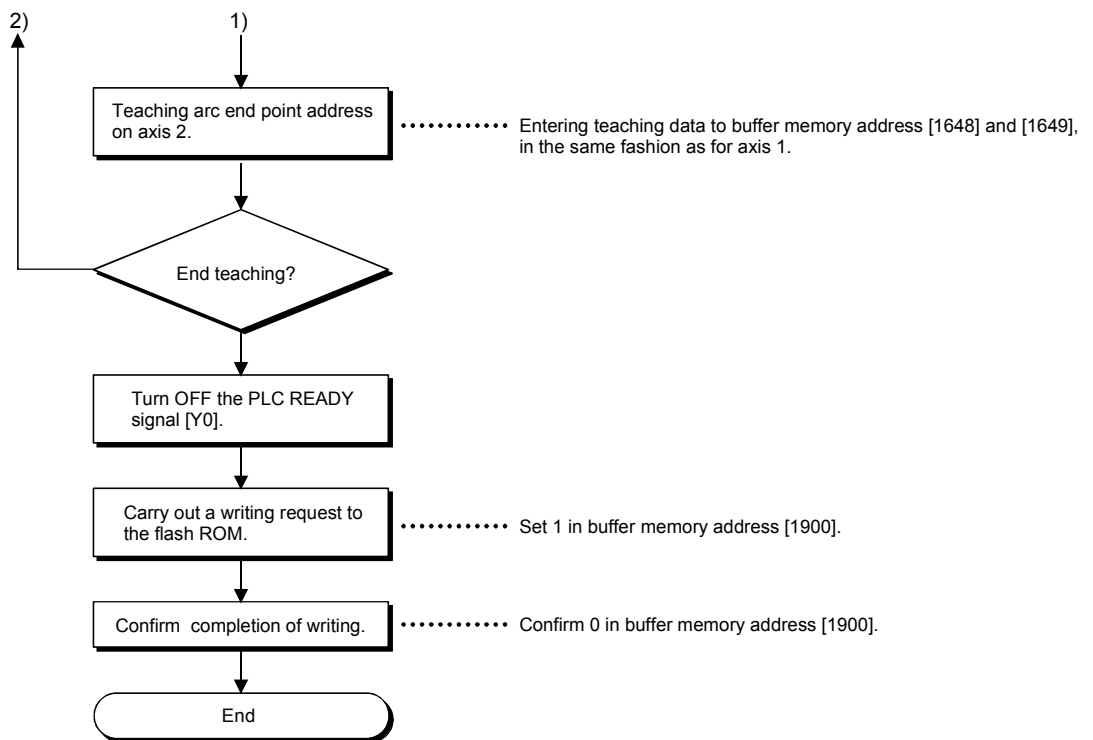 2)
1)
Teaching arc end point address
on axis 2.
Entering teaching data to buffer memory address [1648] and [1649],
in the same fashion as for axis 1.
End teaching?
Turn OFF the PLC READY
signal [Y0].
Carry out a writing request to
the flash ROM.
Set 1 in buffer memory address [1900].
Confirm completion of writing.
Confirm 0 in buffer memory address [1900].
End